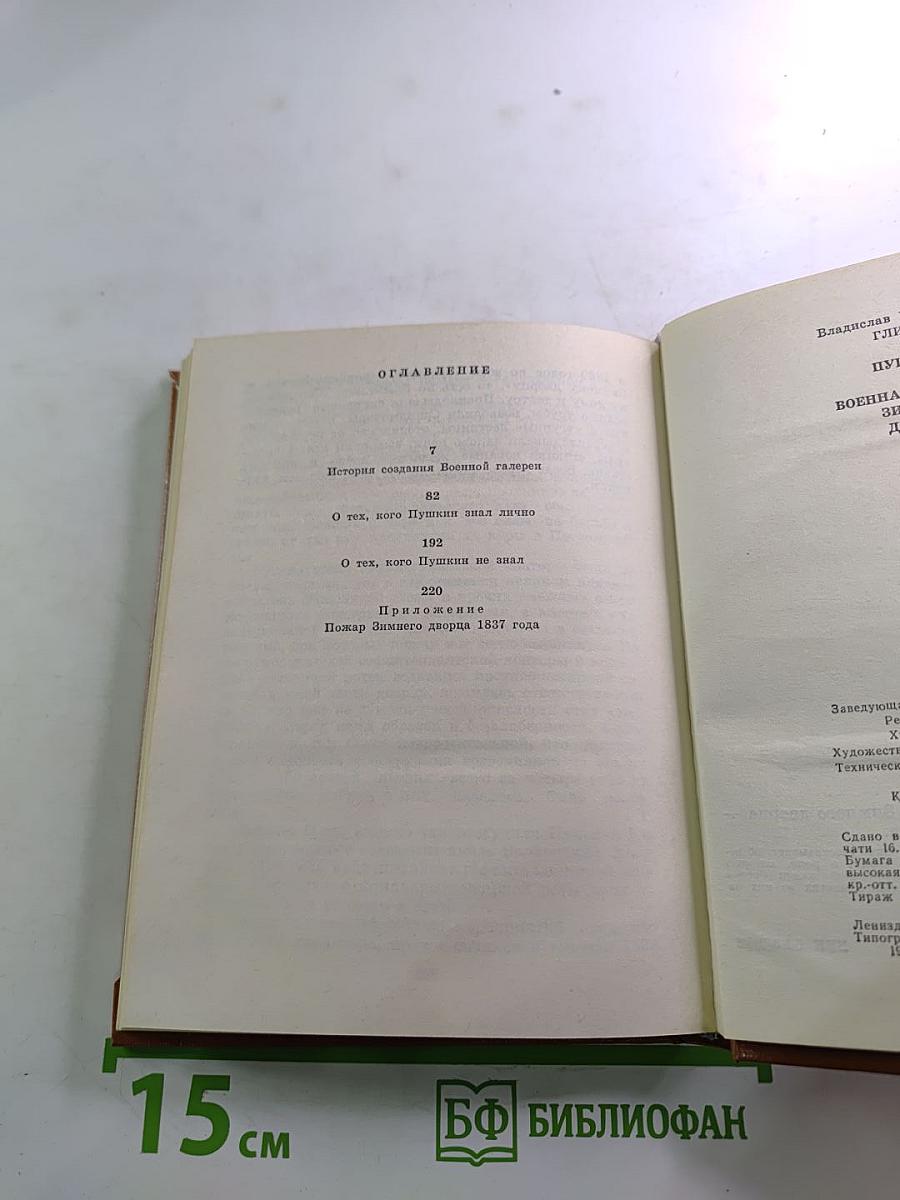 ОГЛАВЛЕНИЕ
7
История создания Военной галереи
82
О тех, кого Пушкин знал лично
192
О тех, кого Пушкин не знал
220
Приложение
Пожар Зимнего дворца 1837 года
Владислав
ГЛИ
ПУ
ВОЕННА
ЗИ
Д
Заведующа
Ре
Х
Художеств
Техническ
К
Сдано в
чати 16.
Бумага
высокая
кр.-отт.
Тираж
Ленизд
Типогр
19
15 см
БФ БИБЛИОФАН